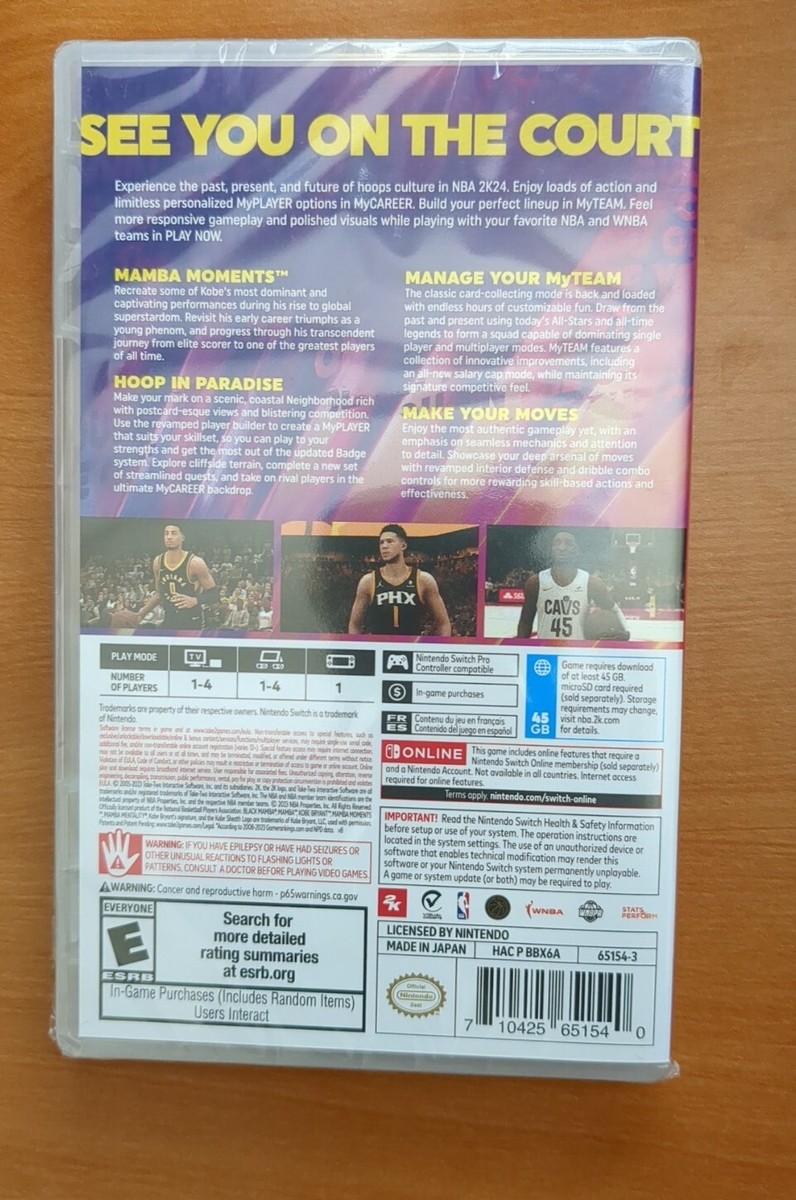 SEE YOU ON THE COURT
Experience the past, present, and future of hoops culture in NBA 2K24. Enjoy loads of action and
limitless personalized MyPLAYER options in MyCAREER. Build your perfect lineup in MyTEAM. Feel
more responsive gameplay and polished visuals while playing with your favorite NBA and WNBA
teams in PLAY NOW.
MAMBA MOMENTS™
Recreate some of Kobe's most dominant and
captivating performances during his rise to global
superstardom. Revisit his early career triumphs as a
young phenom, and progress through his transcendent
journey from elite scorer to one of the greatest players
of all time.
HOOP IN PARADISE
Make your mark on a scenic, coastal Neighborhood rich
with postcard-esque views and blistering competition.
Use the revamped player builder to create a MyPLAYER
that suits your skillset, so you can play to your
strengths and get the most out of the updated Badge
system. Explore cliffside terrain, complete a new set
of streamlined quests, and take on rival players in the
ultimate MyCAREER backdrop.
MANAGE YOUR MyTEAM
The classic card-collecting mode is back and loaded
with endless hours of customizable fun. Draw from the
past and present using today's All-Stars and all-time
legends to form a squad capable of dominating single
player and multiplayer modes. MyTEAM features a
collection of innovative improvements, including
an all-new salary cap mode, while maintaining its
signature competitive feel.
MAKE YOUR MOVES
Enjoy the most authentic gameplay yet, with an
emphasis on seamless mechanics and attention
to detail. Showcase your deep arsenal of moves
with revamped interior defense and dribble combo
controls for more rewarding skill-based actions and
effectiveness.
PHX
1
CAVS
45
PLAY MODE
TV
NUMBER
OF PLAYERS
1-4
1-4
1
Trademarks are property of their respective owners. Nintendo Switch is a trademark
of Nintendo.
WARNING: IF YOU HAVE EPILEPSY OR HAVE HAD SEIZURES OR
OTHER UNUSUAL REACTIONS TO FLASHING LIGHTS OR
PATTERNS, CONSULT A DOCTOR BEFORE PLAYING VIDEO GAMES.
WARNING: Cancer and reproductive harm - p65warnings.ca.gov
EVERYONE
E
ESRB
Search for
more detailed
rating summaries
at esrb.org
In-Game Purchases (Includes Random Items)
Users Interact
Nintendo Switch Pro
Controller compatible
In-game purchases
FR
ES
Contenu du jeu en français
Contenido del juego en español
45
GB
Game requires download
of at least 45 GB.
microSD card required
(sold separately). Storage
requirements may change,
visit nba.2k.com
for details.
ONLINE
This game includes online features that require a
Nintendo Switch Online membership (sold separately)
and a Nintendo Account. Not available in all countries. Internet access
required for online features.
Terms apply. nintendo.com/switch-online
IMPORTANT! Read the Nintendo Switch Health & Safety Information
before setup or use of your system. The operation instructions are
located in the system settings. The use of an unauthorized device or
software that enables technical modification may render this
software or your Nintendo Switch system permanently unplayable.
A game or system update (or both) may be required to play.
2K
WNBA
STATS
PERFORM
LICENSED BY NINTENDO
MADE IN JAPAN
HAC P BBX6A
65154-3
Official
Nintendo
Seal
7 10425 65154 0